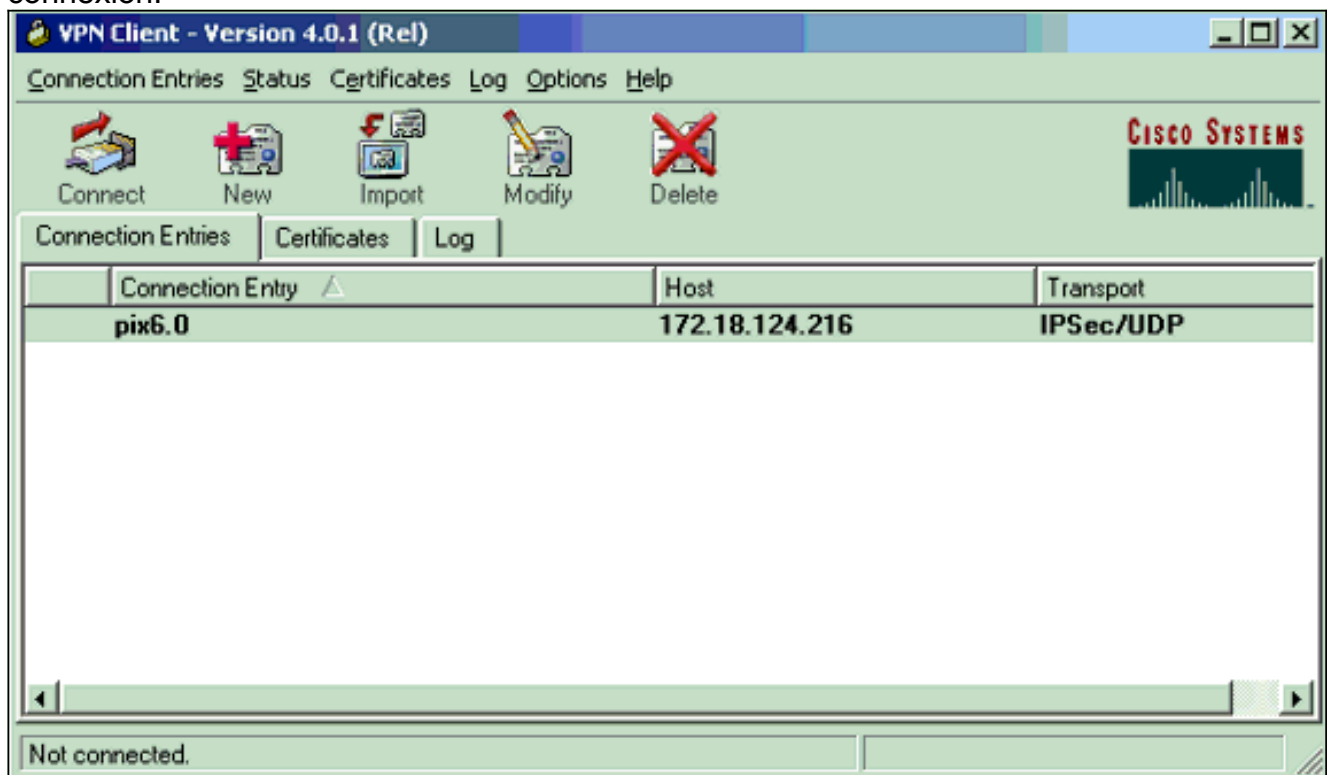 connexion.
VPN Client - Version 4.0.1 (Rel)
Connection Entries Status Certificates Log Options Help
Connect New Import Modify Delete
CISCO SYSTEMS
Connection Entries Certificates Log
Connection Entry Host Transport
pix6.0 172.18.124.216 IPSec/UDP
Not connected.